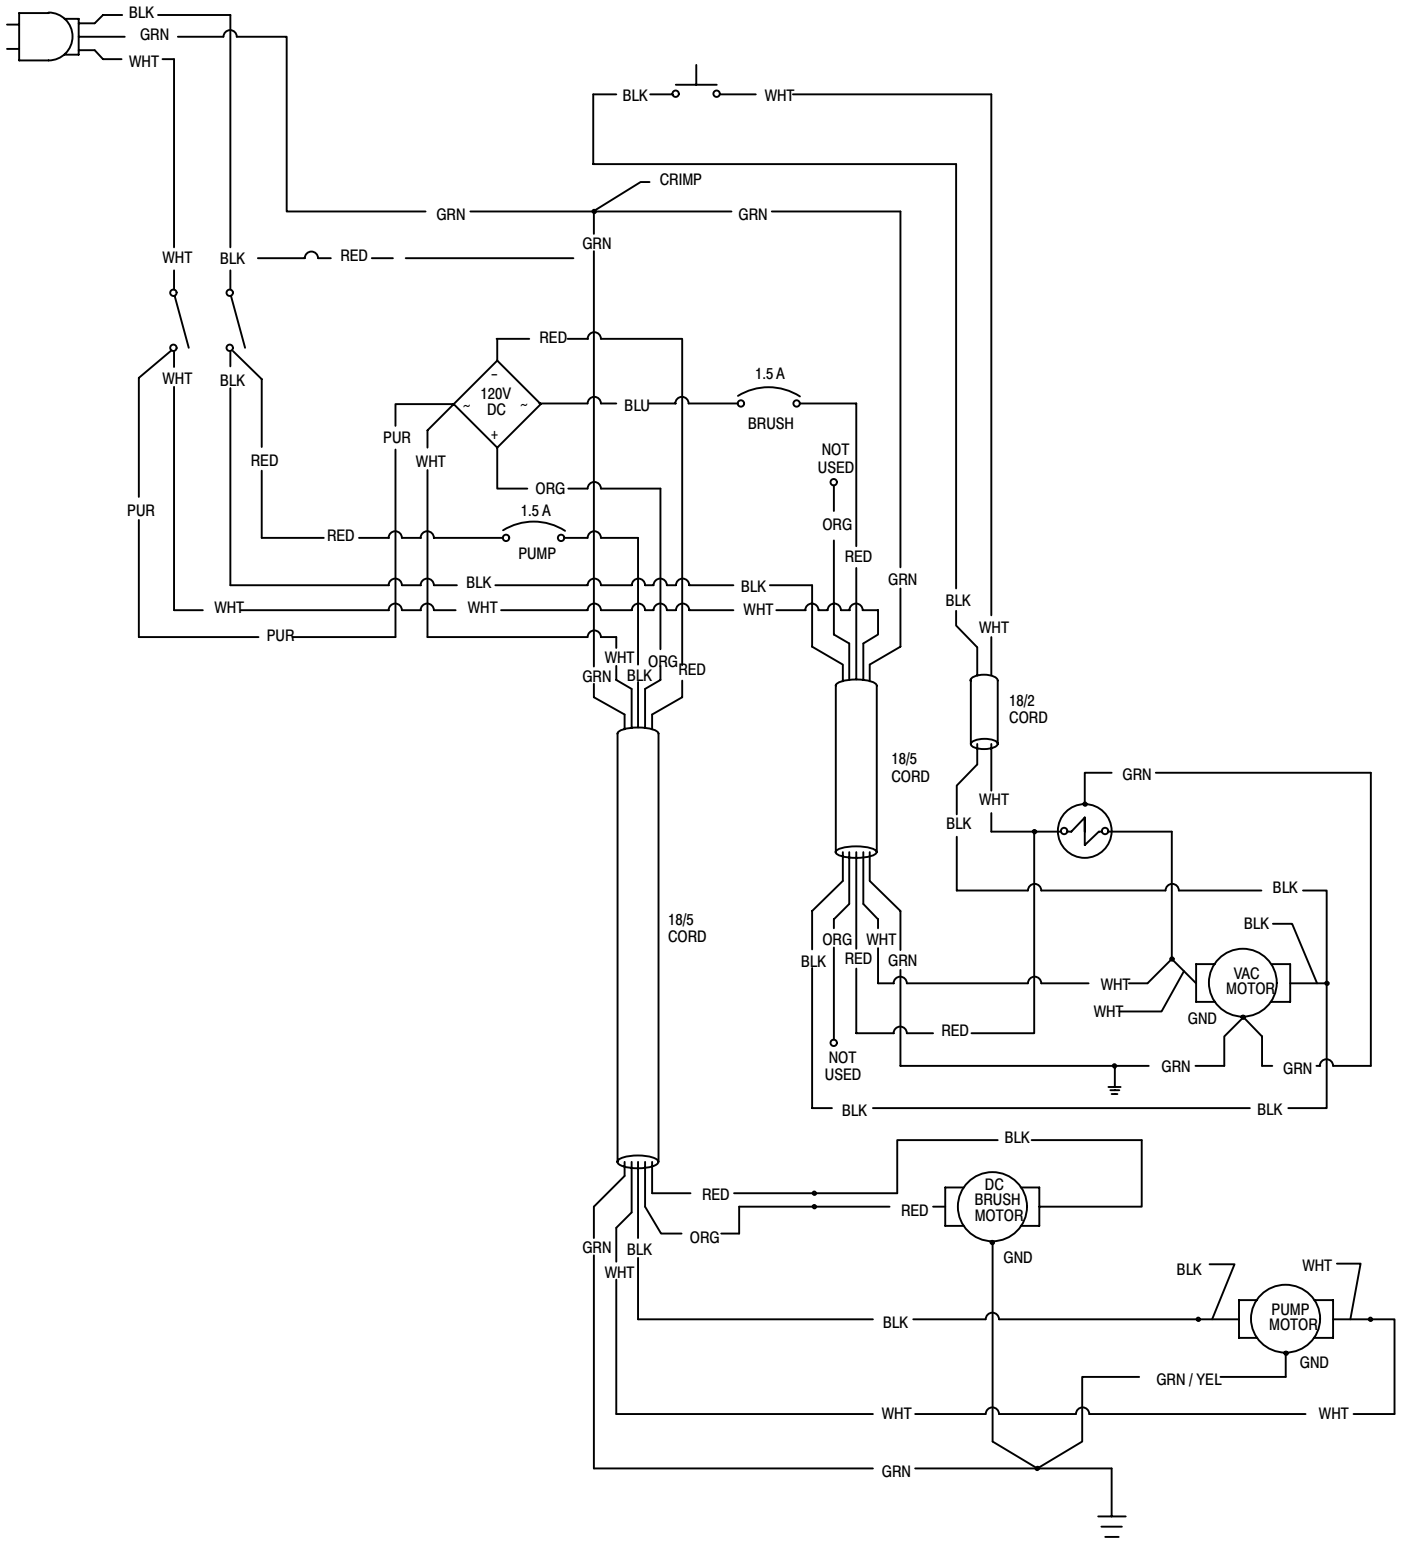 BLK
GRN
WHT
BLK
WHT
CRIMP
GRN
GRN
GRN
WHT
BLK
RED
RED
1.5 A
WHT
BLK
120V
DC
−
~
~
+
BLU
BRUSH
PUR
WHT
RED
NOT
USED
ORG
PUR
1.5 A
ORG
RED
PUMP
RED
BLK
BLK
GRN
WHT
WHT
WHT
BLK
PUR
WHT
WHT
ORG
RED
GRN
BLK
18/2
CORD
18/5
CORD
GRN
WHT
BLK
BLK
18/5
CORD
BLK
ORG
WHT
BLK
RED
GRN
VAC
MOTOR
WHT
WHT
GND
RED
NOT
USED
GRN
GRN
BLK
BLK
BLK
RED
DC
BRUSH
MOTOR
RED
ORG
GRN
BLK
GND
WHT
BLK
WHT
BLK
PUMP
MOTOR
GND
GRN / YEL
WHT
WHT
GRN